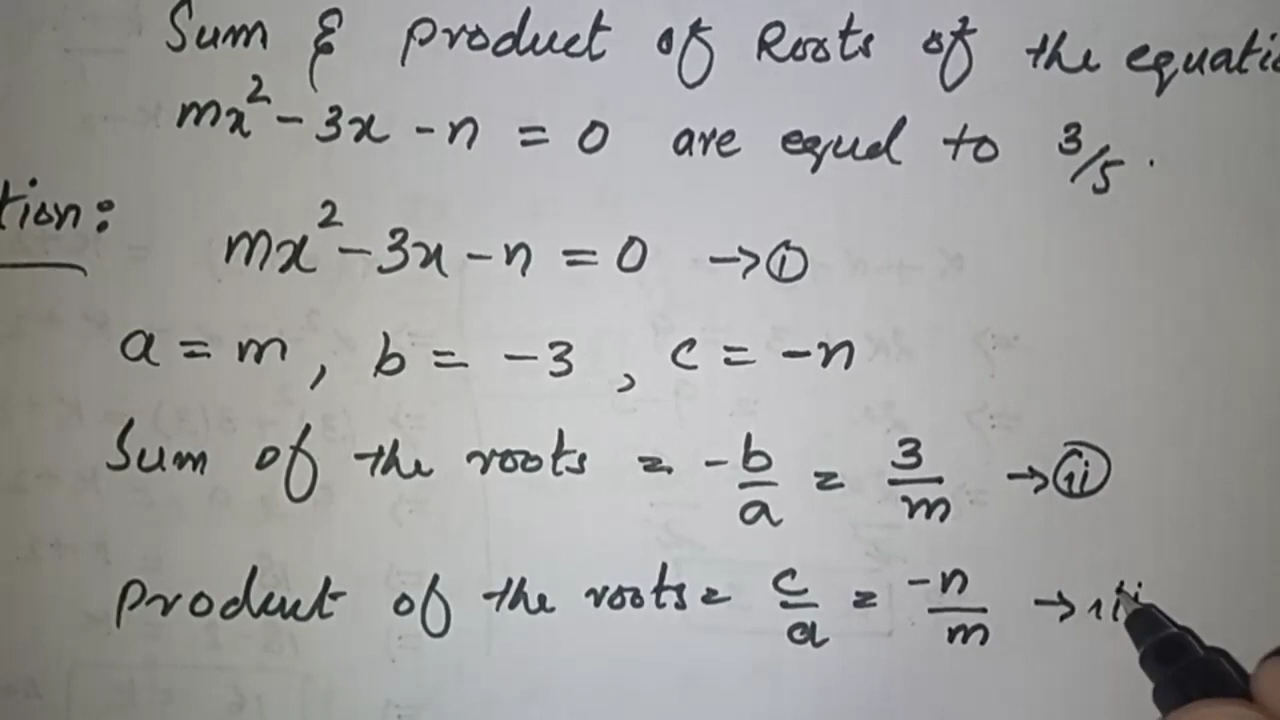 Sum & product of Roots of the equatio
mx² - 3x - n = 0 are equal to 3/5.
tion:
mx² - 3x - n = 0 → ①
a = m, b = -3, c = -n
Sum of the roots = -b/a = 3/m → (ii)
product of the roots = c/a = -n/m → iii